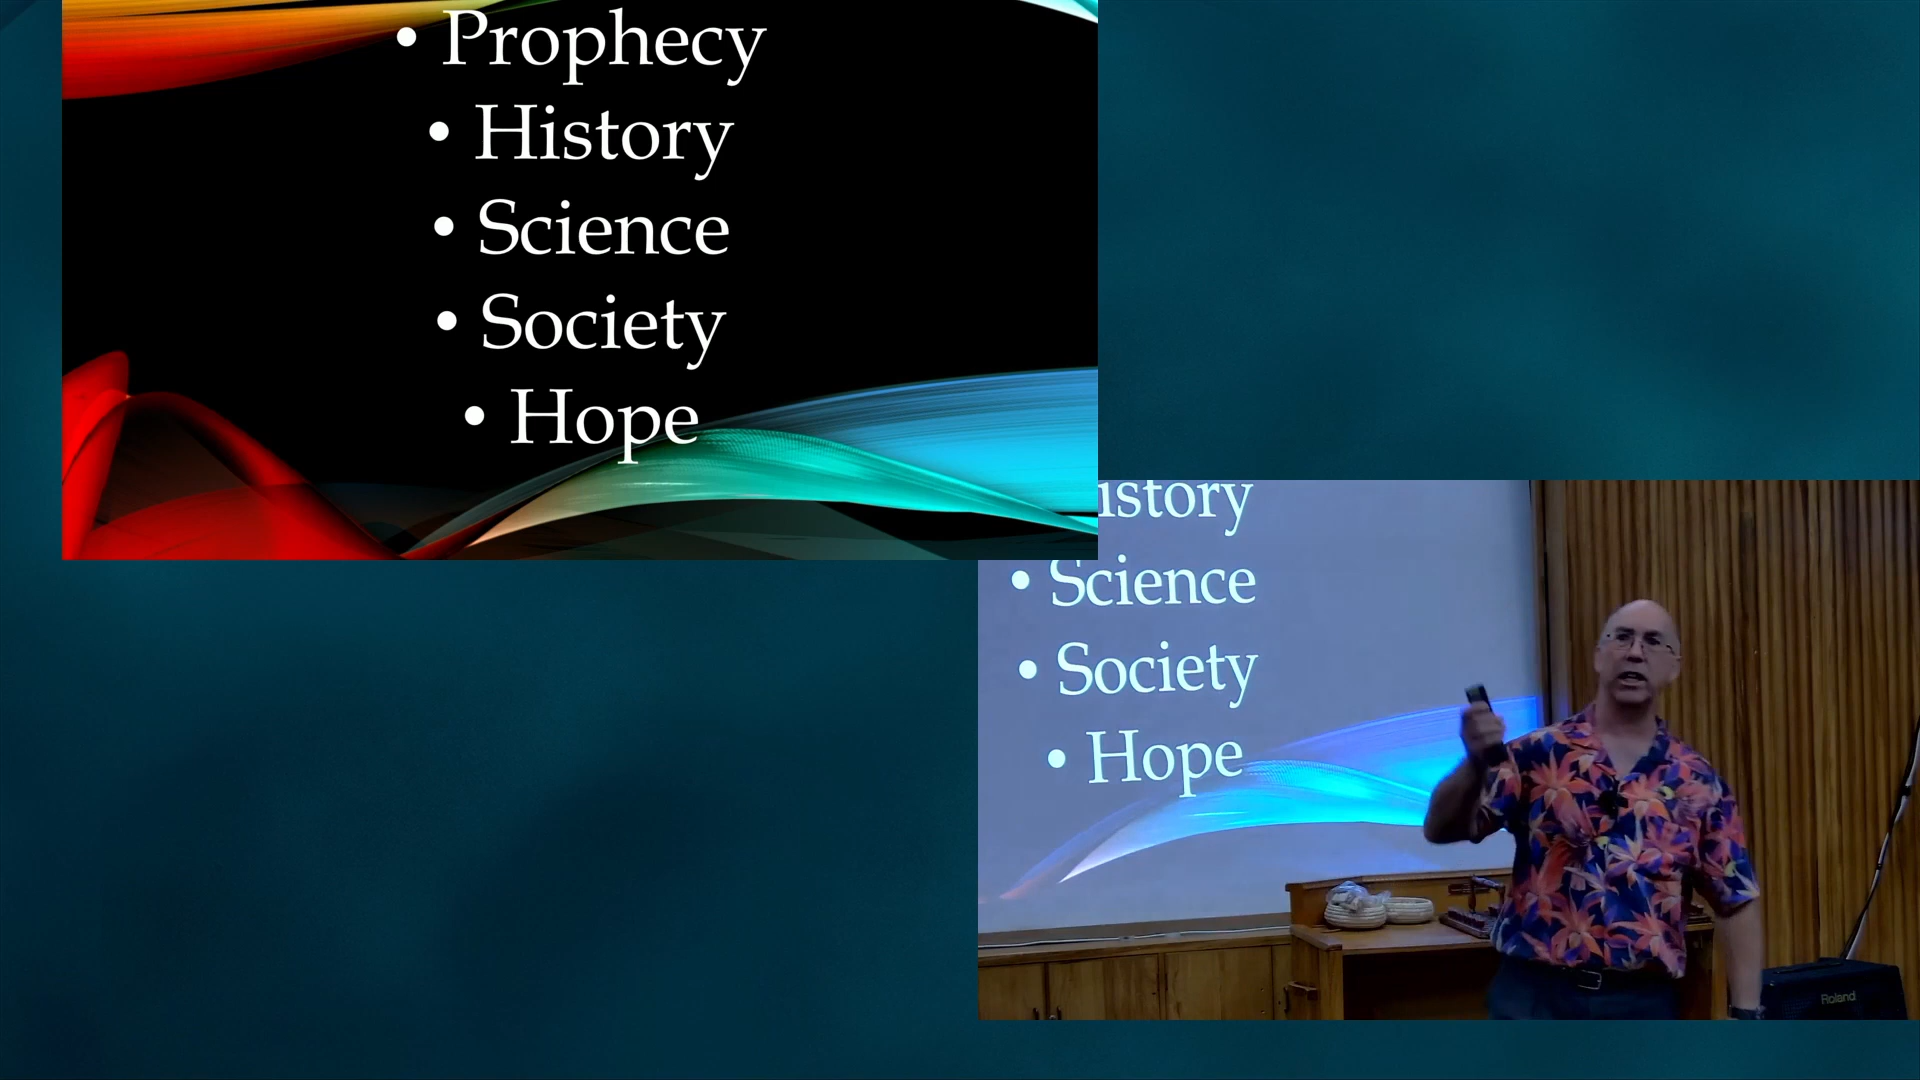 • Prophecy
• History
• Science
• Society
• Hope
istory
• Science
• Society
• Hope
Roland